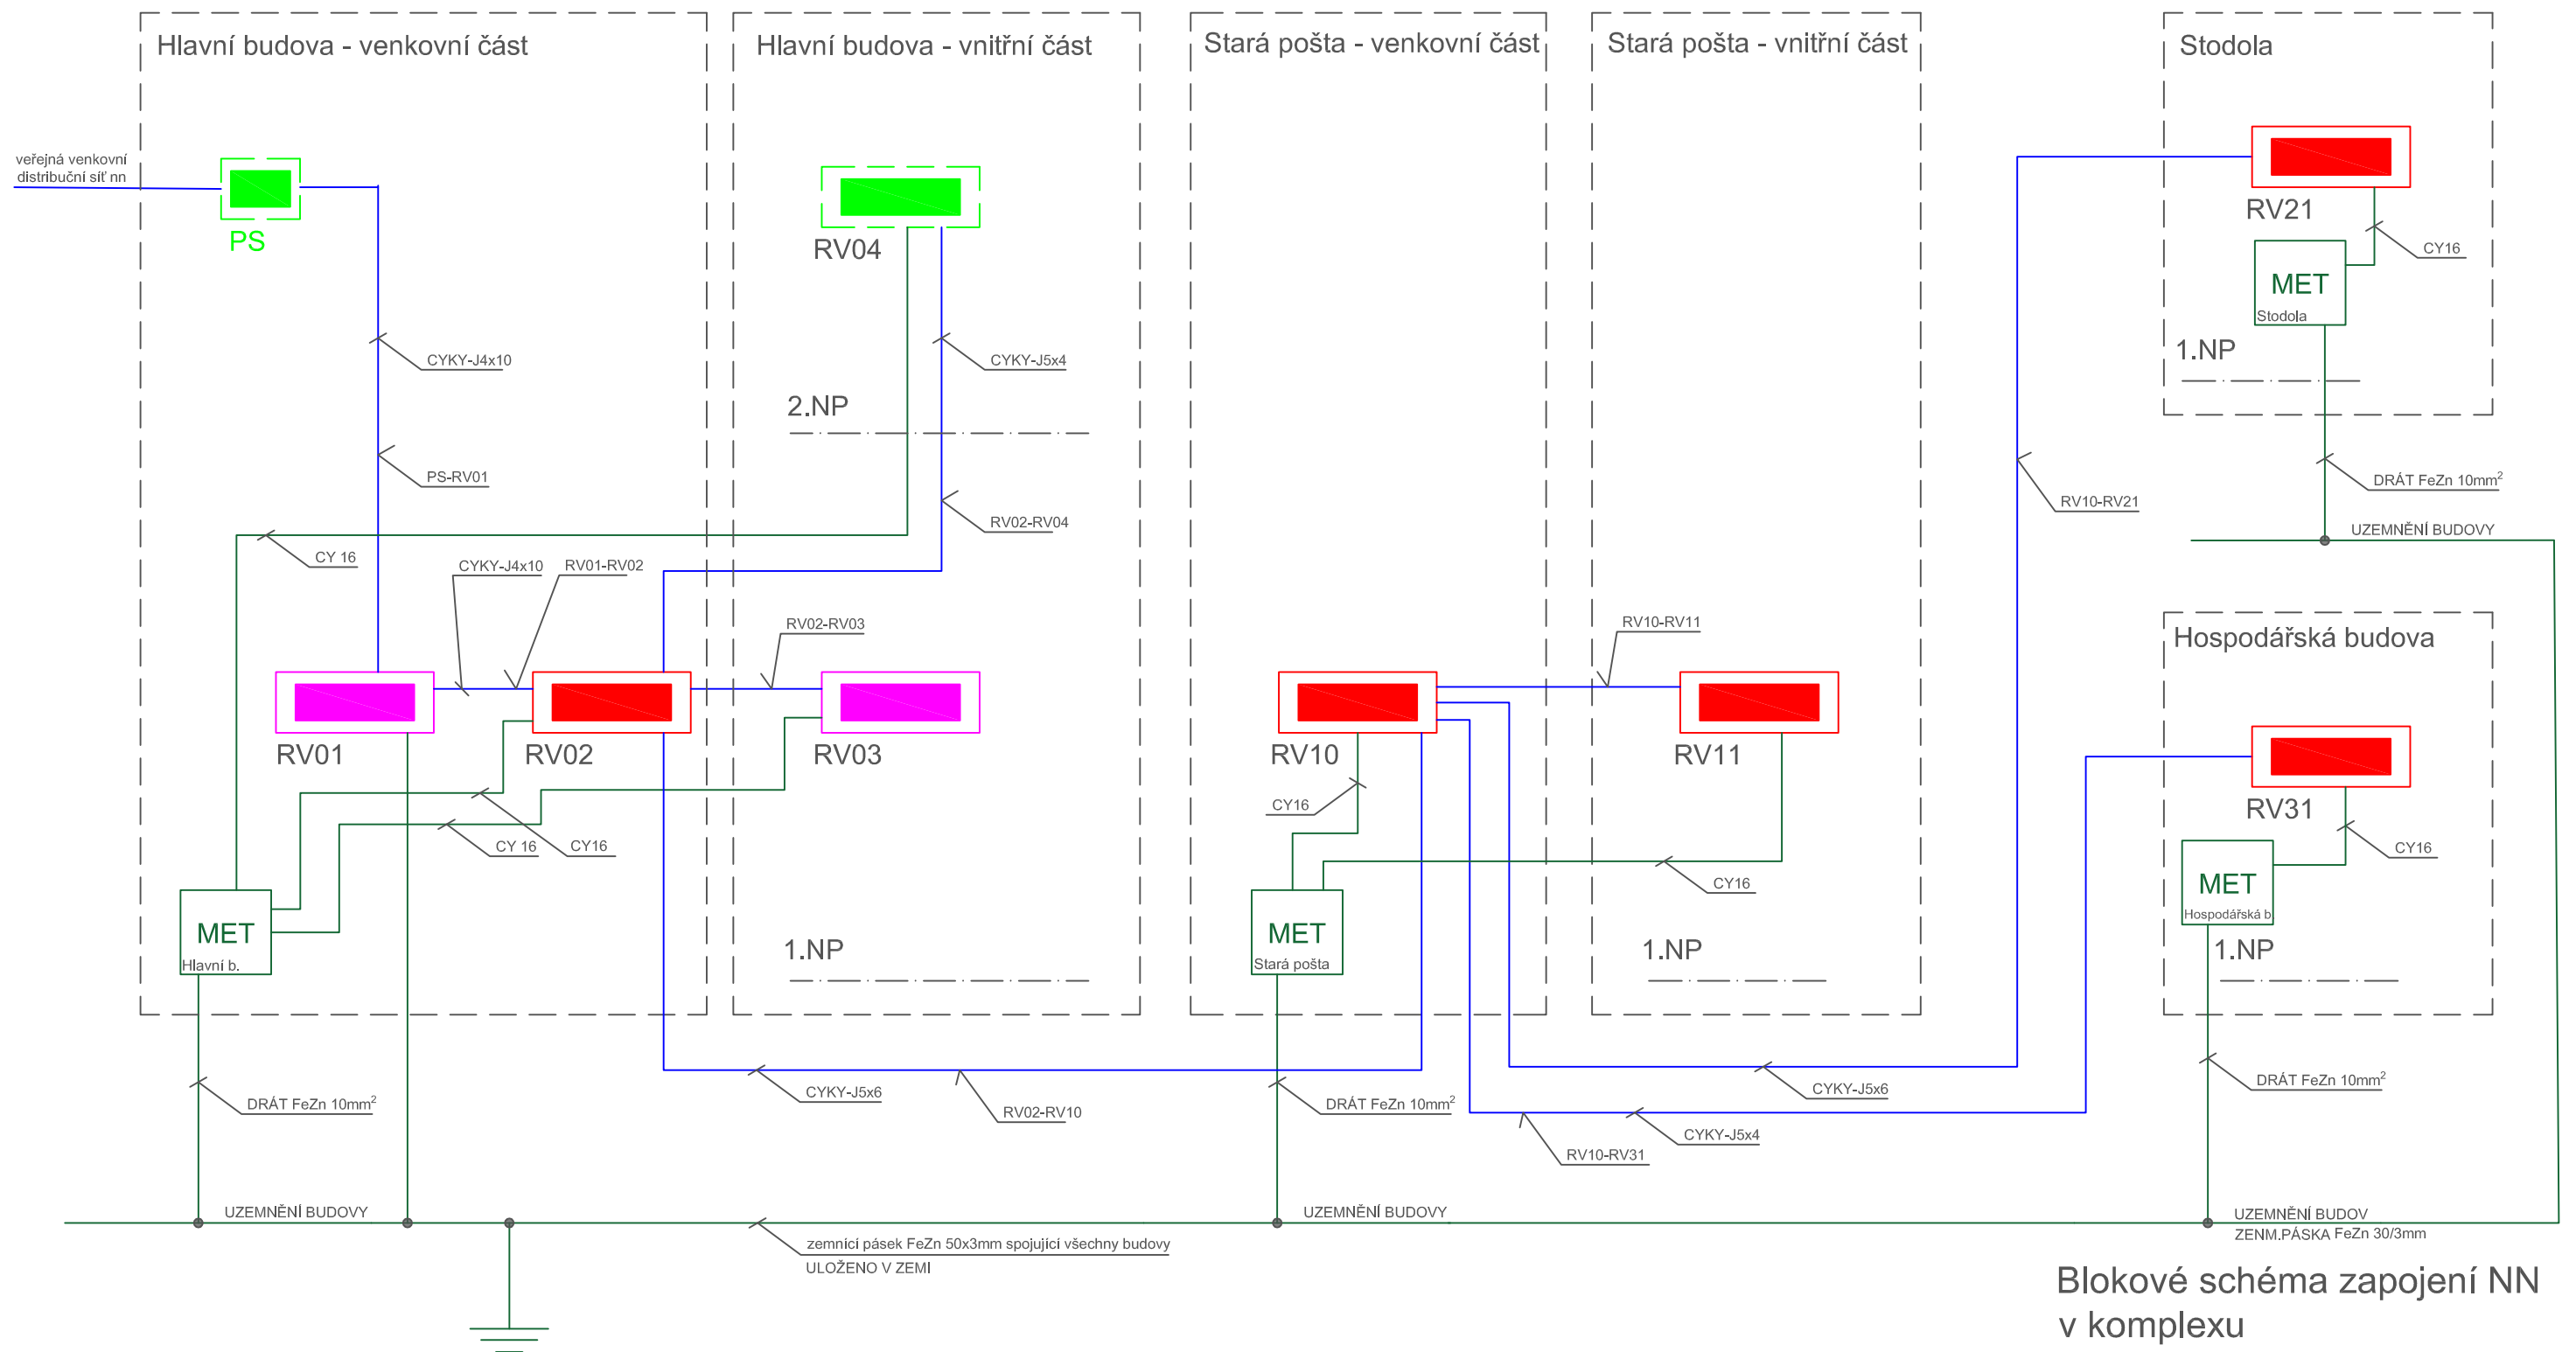 Hlavní budova - venkovní část
Hlavní budova - vnitřní část
Stará pošta - venkovní část
Stará pošta - vnitřní část
Stodola
veřejná venkovní
distribuční síť nn
PS
RV04
RV21
CY16
MET
Stodola
1.NP
CYKY-J4x10
CYKY-J5x4
2.NP
PS-RV01
RV02-RV04
RV10-RV21
DRÁT FeZn 10mm²
UZEMNĚNÍ BUDOVY
CY 16
CYKY-J4x10
RV01-RV02
RV02-RV03
RV10-RV11
Hospodářská budova
RV01
RV02
RV03
RV10
RV11
RV31
CY16
CY 16
CY16
CY16
CY16
MET
Hlavní b.
1.NP
MET
Stará pošta
1.NP
MET
Hospodářská b.
1.NP
DRÁT FeZn 10mm²
CYKY-J5x6
RV02-RV10
DRÁT FeZn 10mm²
CYKY-J5x6
CYKY-J5x4
RV10-RV31
DRÁT FeZn 10mm²
UZEMNĚNÍ BUDOVY
UZEMNĚNÍ BUDOVY
UZEMNĚNÍ BUDOV
ZENM.PÁSKA FeZn 30/3mm
zemnící pásek FeZn 50x3mm spojující všechny budovy
ULOŽENO V ZEMI
Blokové schéma zapojení NN
v komplexu